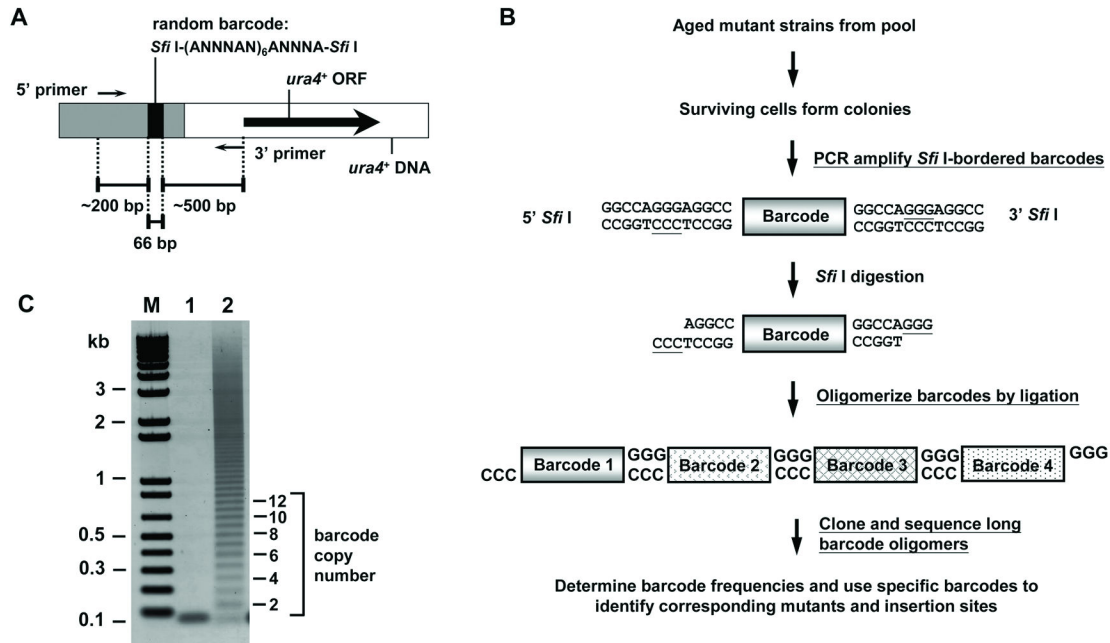 A
random barcode:
Sfi I-(ANNNAN)6ANNNA-Sfi I
5’ primer
ura4+ ORF
3’ primer
ura4+ DNA
~200 bp
~500 bp
66 bp
B
Aged mutant strains from pool
Surviving cells form colonies
PCR amplify Sfi I-bordered barcodes
5’ Sfi I
GGCCAGGGAGGCC
CCGGTCCCTCCGG
Barcode
GGCCAGGGAGGCC
CCGGTCCCTCCGG
3’ Sfi I
Sfi I digestion
AGGCC
CCCTCCGG
Barcode
GGCCAGGG
CCGGT
Oligomerize barcodes by ligation
CCC
Barcode 1
GGG
CCC
Barcode 2
GGG
CCC
Barcode 3
GGG
CCC
Barcode 4
GGG
Clone and sequence long
barcode oligomers
Determine barcode frequencies and use specific barcodes to
identify corresponding mutants and insertion sites
C
M 1 2
kb
3
2
1
0.5
0.3
0.1
12
10
8
6
4
2
barcode
copy
number